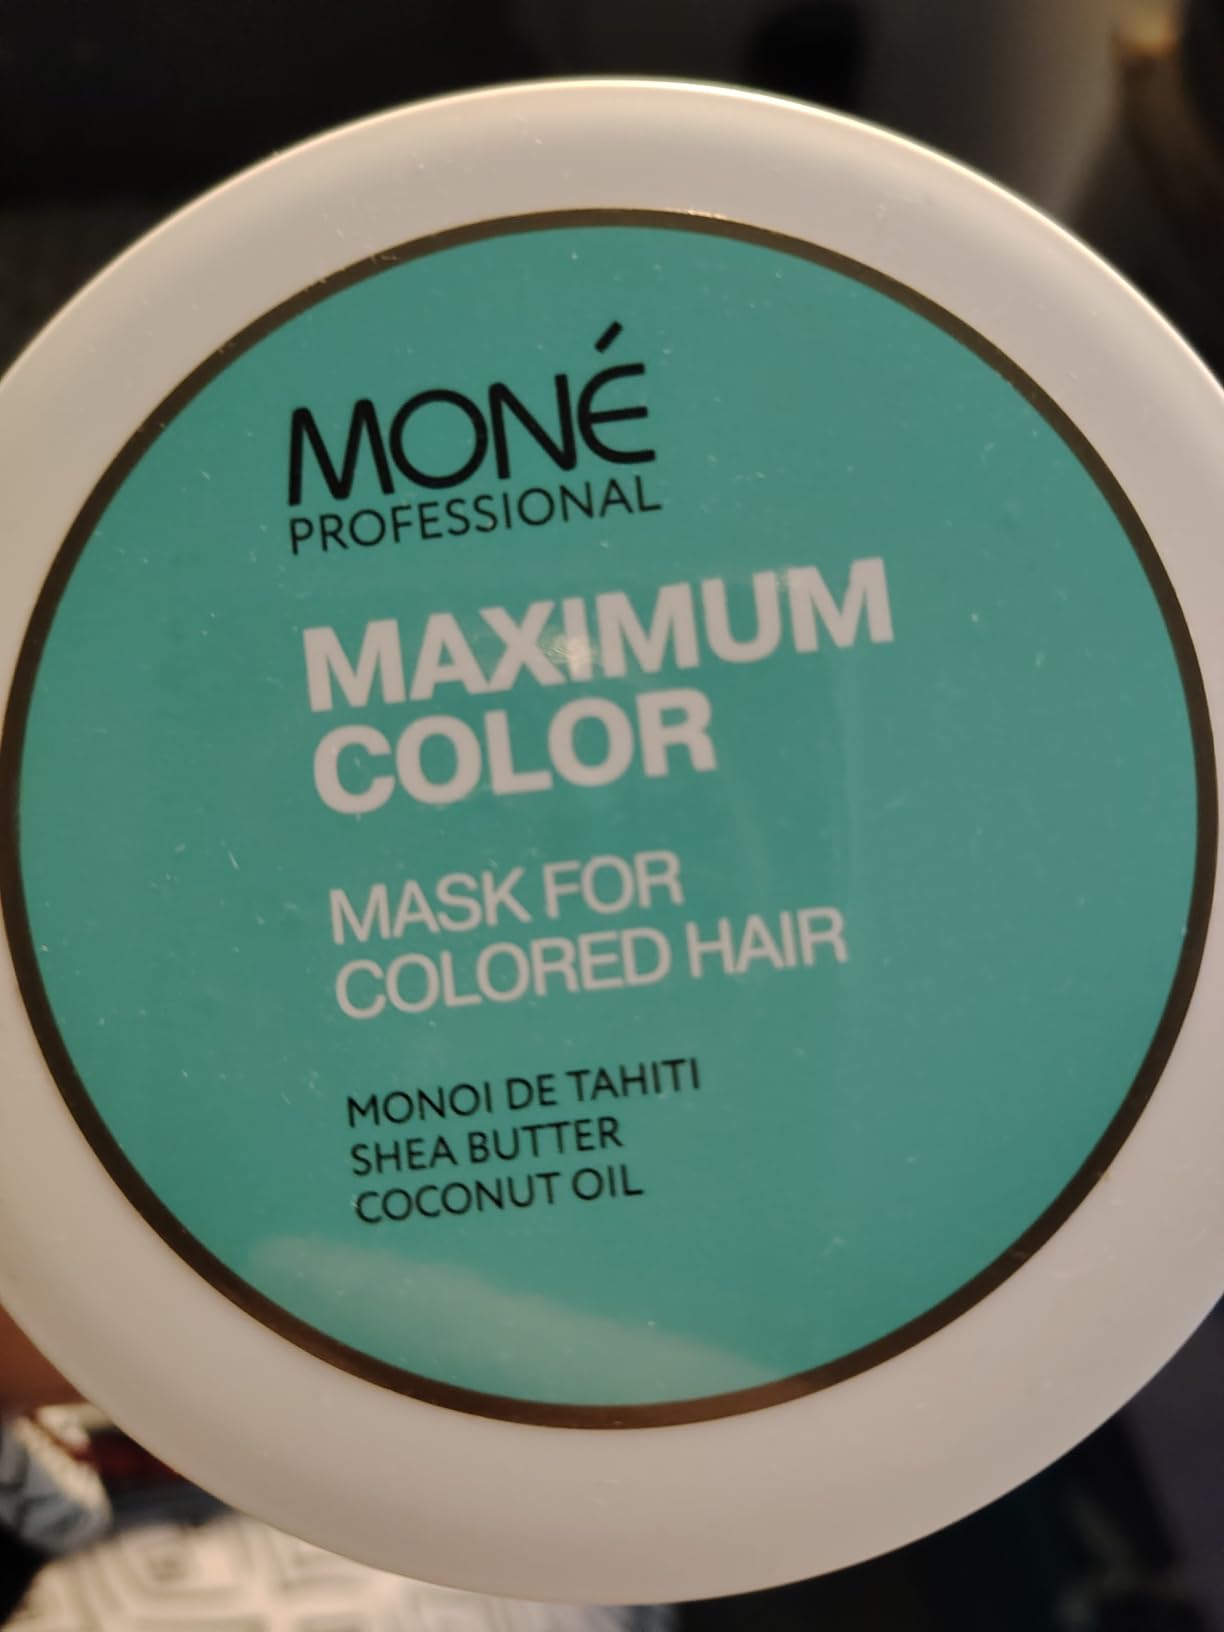 MONÉ
PROFESSIONAL
MAXIMUM
COLOR
MASK FOR
COLORED HAIR
MONOI DE TAHITI
SHEA BUTTER
COCONUT OIL